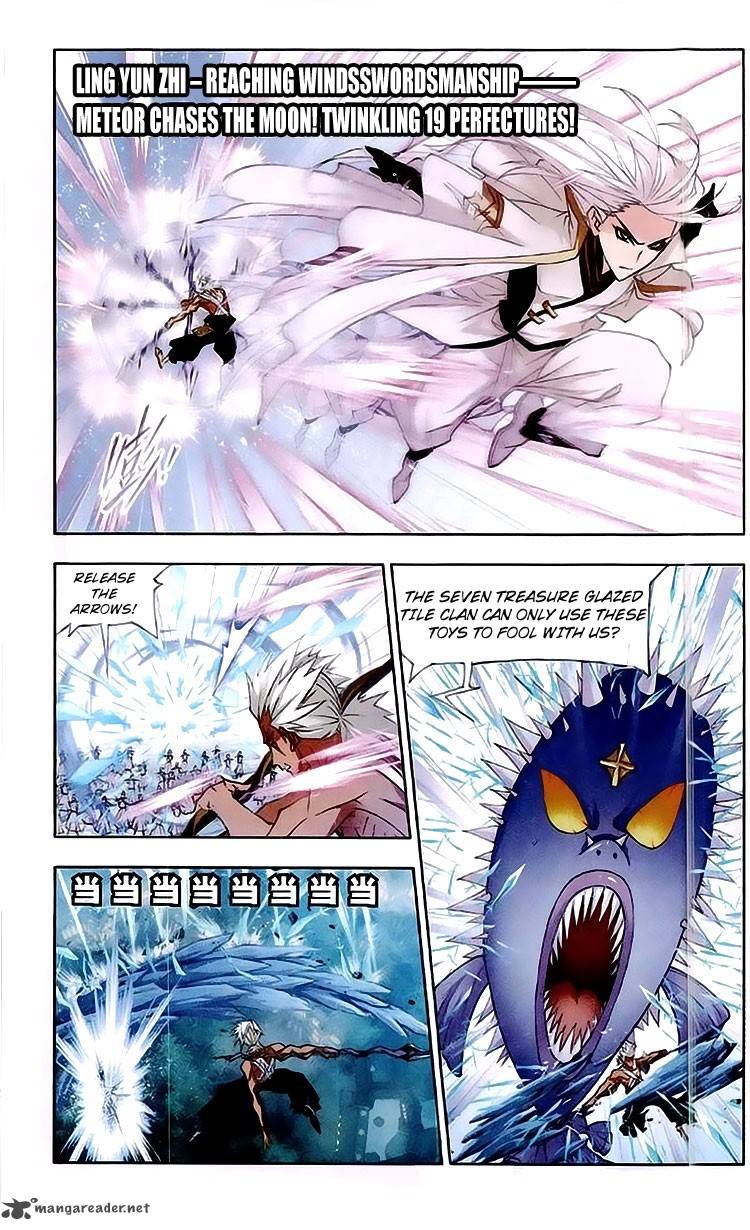 LING YUN ZHI – REACHING WINDSSWORDSMANSHIP——
METEOR CHASES THE MOON! TWINKLING 19 PERFECTURES!
RELEASE
THE
ARROWS!
THE SEVEN TREASURE GLAZED
TILE CLAN CAN ONLY USE THESE
TOYS TO FOOL WITH US?
当当当当当当当当
mangareader.net